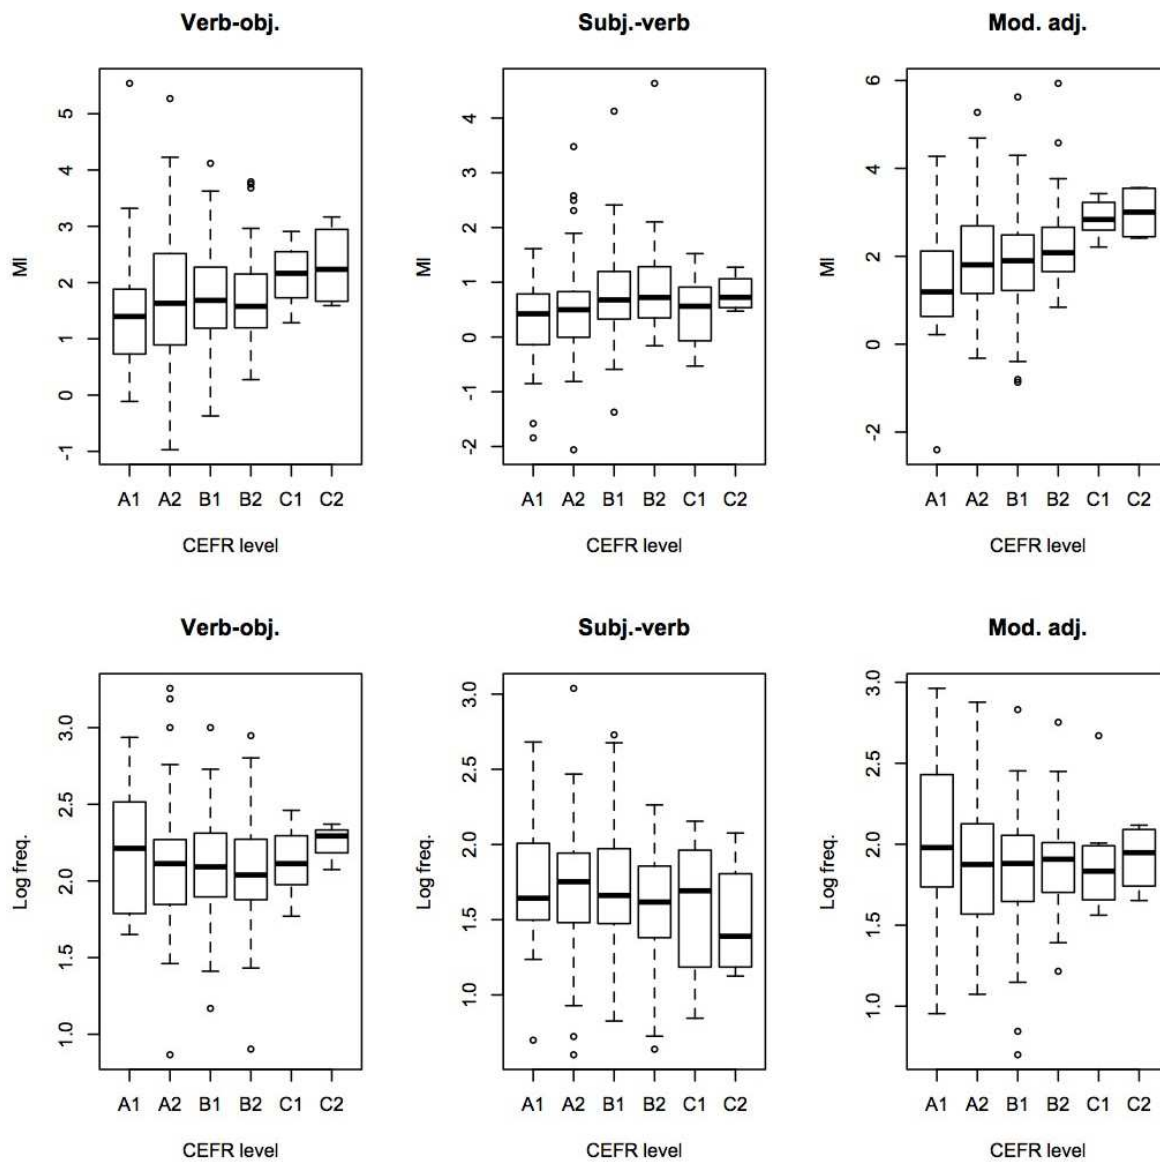 Verb-obj. Subj.-verb Mod. adj.
MI
5
4
3
2
1
0
-1
A1 A2 B1 B2 C1 C2
CEFR level
MI
4
3
2
1
0
-1
-2
A1 A2 B1 B2 C1 C2
CEFR level
MI
6
4
2
0
-2
A1 A2 B1 B2 C1 C2
CEFR level
Verb-obj. Subj.-verb Mod. adj.
Log freq.
3.0
2.5
2.0
1.5
1.0
A1 A2 B1 B2 C1 C2
CEFR level
Log freq.
3.0
2.5
2.0
1.5
1.0
A1 A2 B1 B2 C1 C2
CEFR level
Log freq.
3.0
2.5
2.0
1.5
1.0
A1 A2 B1 B2 C1 C2
CEFR level